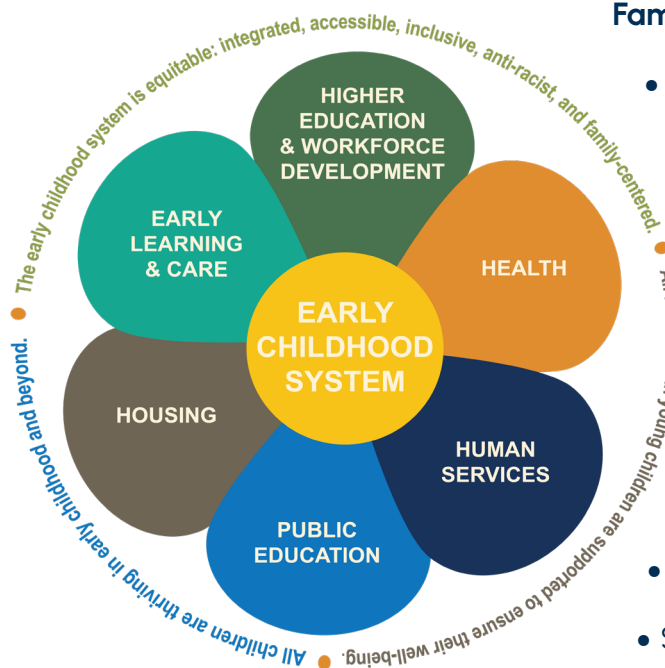 The early childhood system is equitable: integrated, accessible, inclusive, anti-racist, and family-centered.
HIGHER
EDUCATION
& WORKFORCE
DEVELOPMENT
HEALTH
HUMAN
SERVICES
PUBLIC
EDUCATION
HOUSING
EARLY
LEARNING
& CARE
EARLY
CHILDHOOD
SYSTEM
young children are supported to ensure their well-being.
All children are thriving in early childhood and beyond.